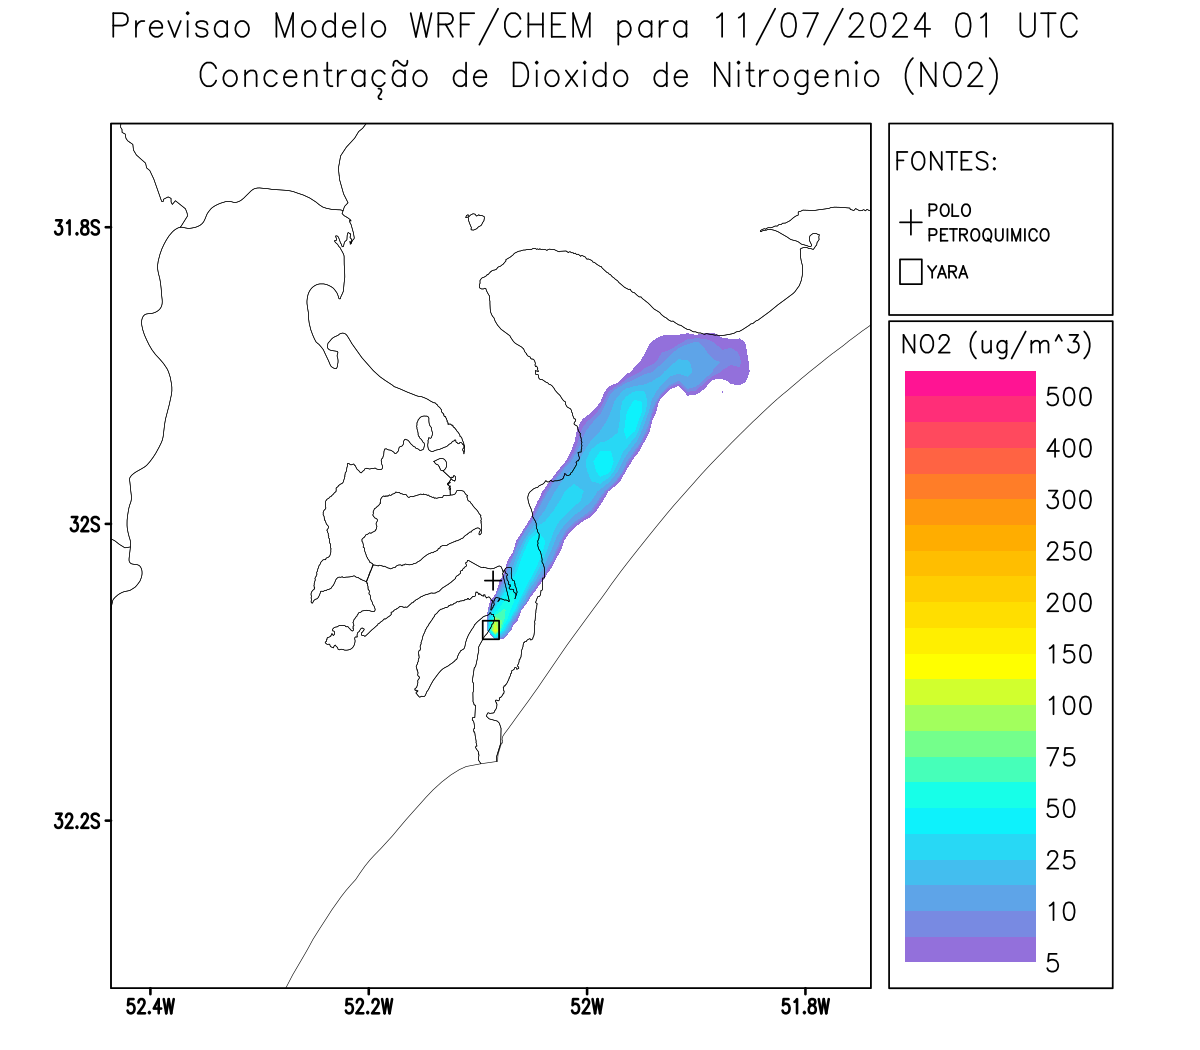 Previsao Modelo WRF/CHEM para 11/07/2024 01 UTC
Concentração de Dioxido de Nitrogenio (NO2)
FONTES:
POLO
PETROQUIMICO
YARA
NO2 (ug/m^3)
500
400
300
250
200
150
100
75
50
25
10
5
31.8S
32S
32.2S
52.4W
52.2W
52W
51.8W